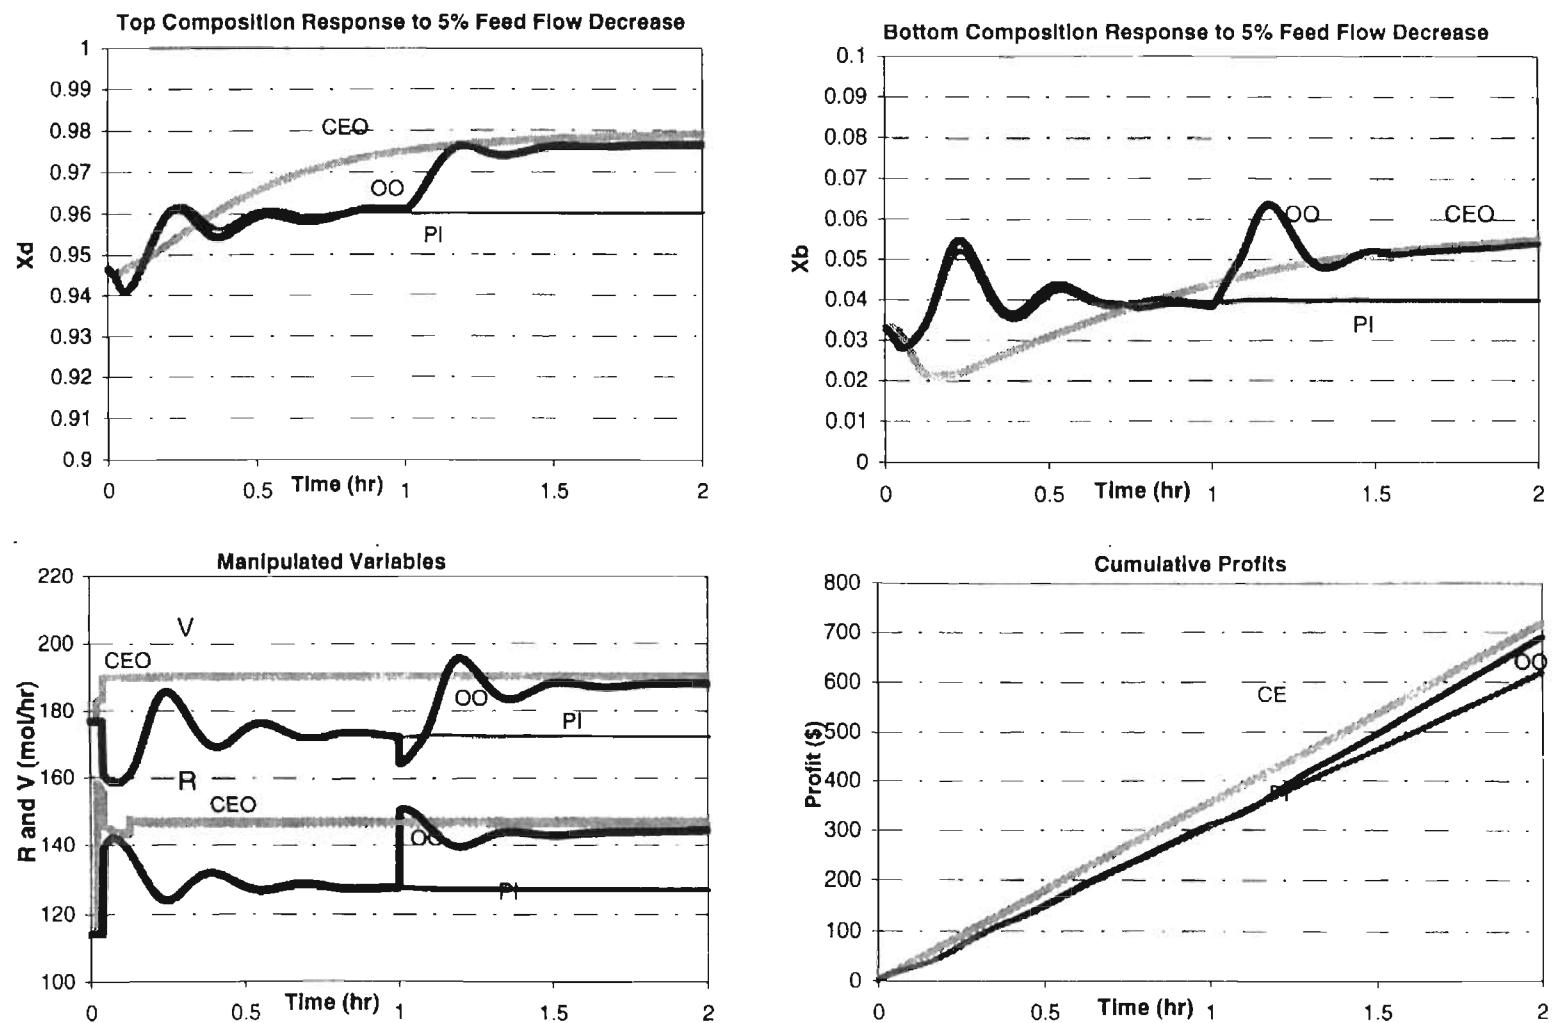 Top Composition Response to 5% Feed Flow Decrease
1
0.99
0.98
0.97
0.96
0.95
0.94
0.93
0.92
0.91
0.9
Xd
CEO
OO
PI
0
0.5
Time (hr)
1
1.5
2
Bottom Composition Response to 5% Feed Flow Decrease
0.1
0.09
0.08
0.07
0.06
0.05
0.04
0.03
0.02
0.01
0
Xb
OO
CEO
PI
0
0.5
Time (hr)
1
1.5
2
Manipulated Variables
220
200
180
160
140
120
100
R and V (mol/hr)
V
CEO
OO
PI
R
CEO
OO
PI
0
0.5
Time (hr)
1
1.5
2
Cumulative Profits
800
700
600
500
400
300
200
100
0
Profit ($)
OO
CE
PI
0
0.5
Time (hr)
1
1.5
2